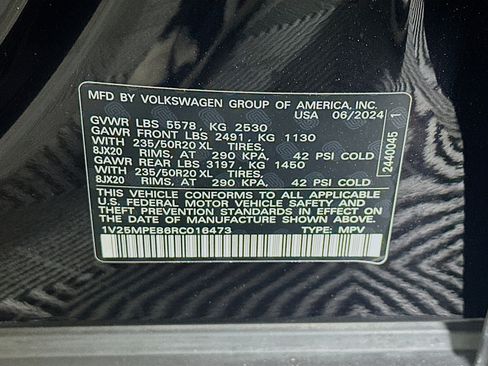 MFD. BY VOLKSWAGEN GROUP OF AMERICA, INC.
USA 06/2024
GVWR LBS 5578, KG 2530
GAWR FRONT LBS 2491, KG 1130
WITH 235/50R20 XL TIRES,
8JX20 RIMS, AT 290 KPA, 42 PSI COLD
GAWR REAR LBS 3197, KG 1450
WITH 235/50R20 XL TIRES,
8JX20 RIMS, AT 290 KPA, 42 PSI COLD
THIS VEHICLE CONFORMS TO ALL APPLICABLE
U.S. FEDERAL MOTOR VEHICLE SAFETY AND
THEFT PREVENTION STANDARDS IN EFFECT ON
THE DATE OF MANUFACTURE SHOWN ABOVE.
1V25MPE86RC016473 TYPE: MPV
2440045 1